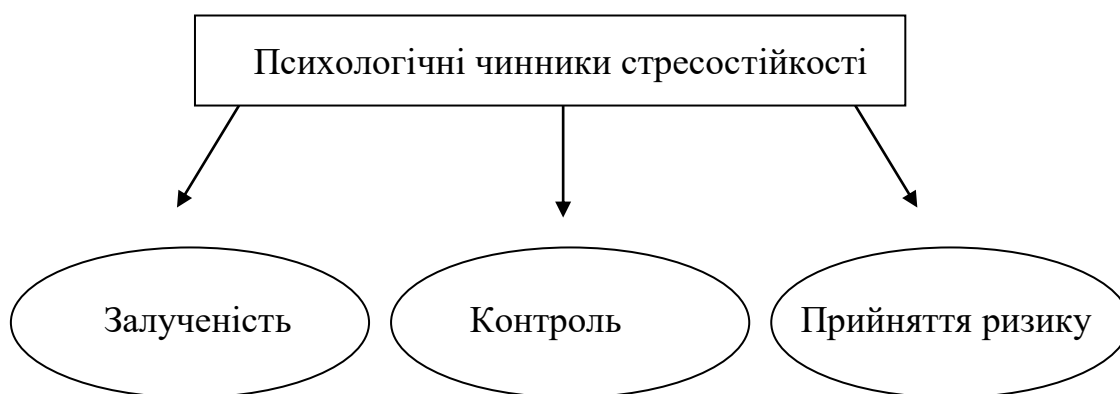 Психологічні чинники стресостійкості
Залученість
Контроль
Прийняття ризику